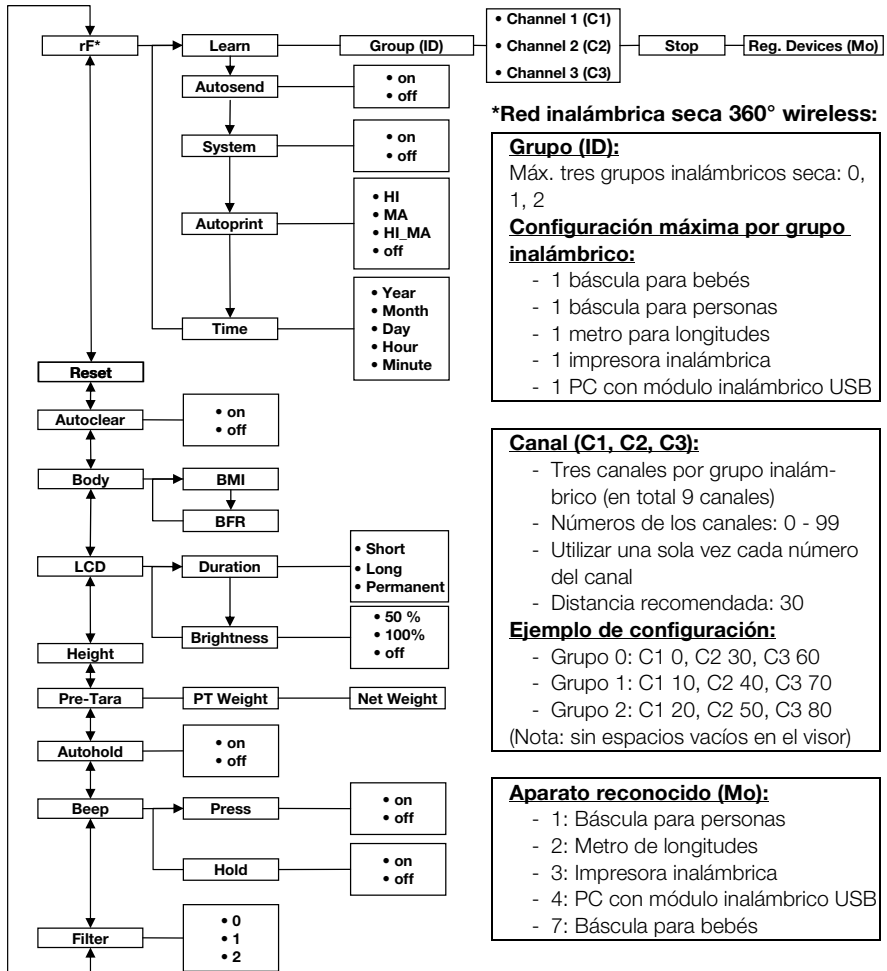 rF*
Learn
Group (ID)
• Channel 1 (C1)
• Channel 2 (C2)
• Channel 3 (C3)
Stop
Reg. Devices (Mo)
Autosend
• on
• off
System
• on
• off
Autoprint
• HI
• MA
• HI_MA
• off
Time
• Year
• Month
• Day
• Hour
• Minute
Reset
Autoclear
• on
• off
Body
BMI
BFR
LCD
Duration
• Short
• Long
• Permanent
Brightness
• 50 %
• 100%
• off
Height
Pre-Tara
PT Weight
Net Weight
Autohold
• on
• off
Beep
Press
• on
• off
Hold
• on
• off
Filter
• 0
• 1
• 2
*Red inalámbrica seca 360° wireless:
Grupo (ID):
Máx. tres grupos inalámbricos seca: 0,
1, 2
Configuración máxima por grupo
inalámbrico:
- 1 báscula para bebés
- 1 báscula para personas
- 1 metro para longitudes
- 1 impresora inalámbrica
- 1 PC con módulo inalámbrico USB
Canal (C1, C2, C3):
- Tres canales por grupo inalám-
brico (en total 9 canales)
- Números de los canales: 0 - 99
- Utilizar una sola vez cada número
del canal
- Distancia recomendada: 30
Ejemplo de configuración:
- Grupo 0: C1 0, C2 30, C3 60
- Grupo 1: C1 10, C2 40, C3 70
- Grupo 2: C1 20, C2 50, C3 80
(Nota: sin espacios vacíos en el visor)
Aparato reconocido (Mo):
- 1: Báscula para personas
- 2: Metro de longitudes
- 3: Impresora inalámbrica
- 4: PC con módulo inalámbrico USB
- 7: Báscula para bebés